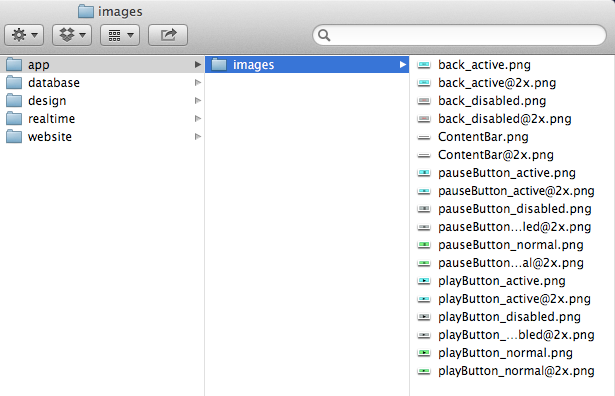 images
app
database
design
realtime
website
images
back_active.png
back_active@2x.png
back_disabled.png
back_disabled@2x.png
ContentBar.png
ContentBar@2x.png
pauseButton_active.png
pauseButton_active@2x.png
pauseButton_disabled.png
pauseButton...led@2x.png
pauseButton_normal.png
pauseButton...al@2x.png
playButton_active.png
playButton_active@2x.png
playButton_disabled.png
playButton_...bled@2x.png
playButton_normal.png
playButton_normal@2x.png